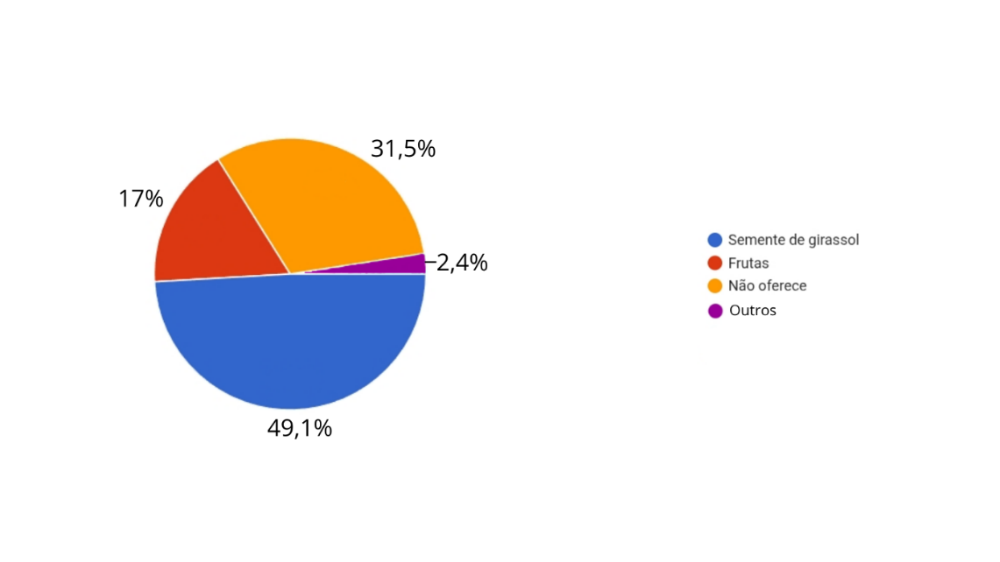 31,5%
17%
2,4%
49,1%
Semente de girassol
Frutas
Não oferece
Outros